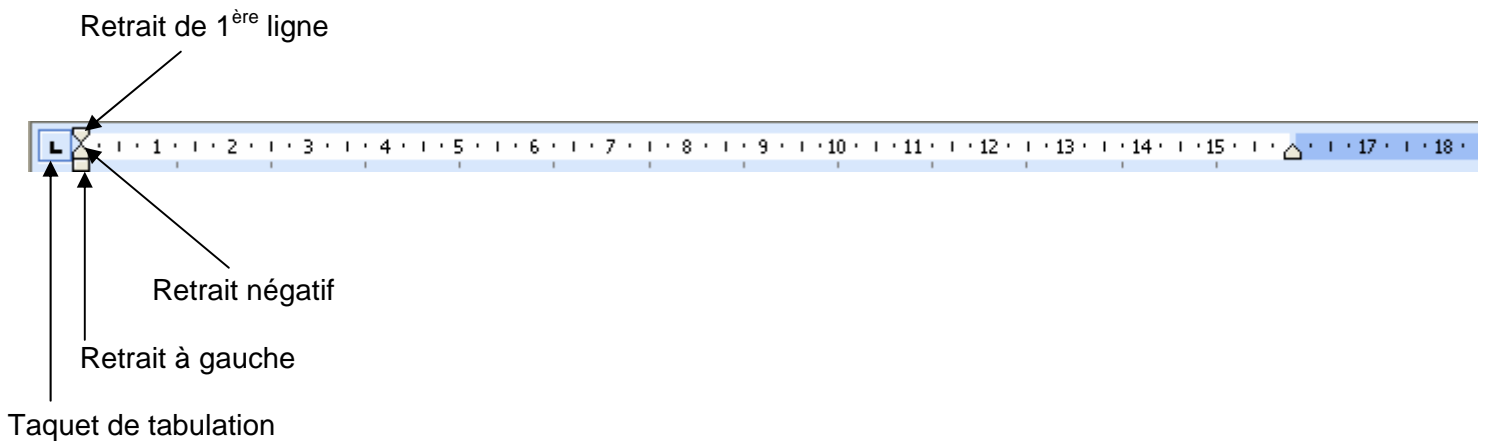 Retrait de 1ère ligne
L 1 2 3 4 5 6 7 8 9 10 11 12 13 14 15 17 18
Retrait négatif
Retrait à gauche
Taquet de tabulation